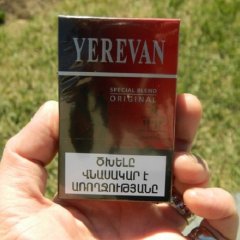 YEREVAN
SPECIAL BLEND
ORIGINAL
ԾԽԵԼԸ
ՎՆԱՍԱԿԱՐ Է
ԱՌՈՂՋՈՒԹՅԱՆԸ